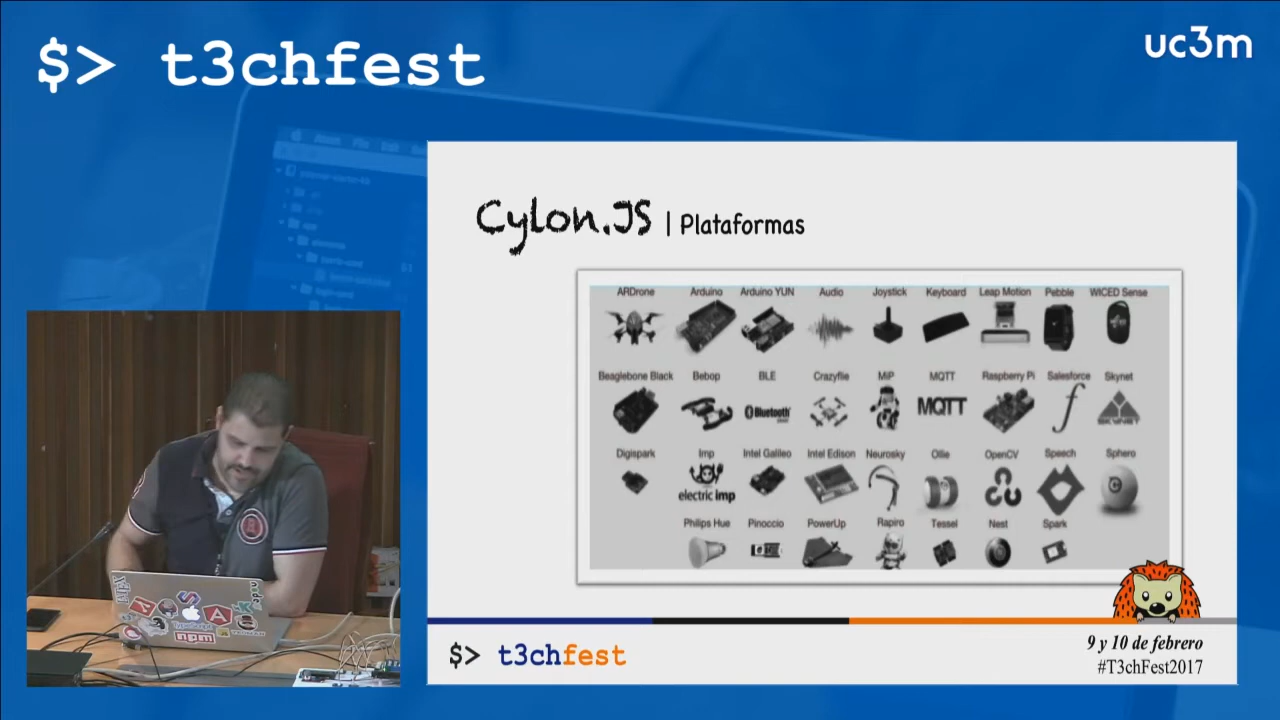 $> t3chfest
uc3m
Cylon.JS | Plataformas
ARDrone Arduino Arduino YUN Audio Joystick Keyboard Leap Motion Pebble WICED Sense
Beaglebone Black Bebop BLE Crazyflie MiP MQTT Raspberry Pi Salesforce Skynet
Bluetooth MQTT SKYNET
Digispark Imp Intel Galileo Intel Edison Neurosky Ollie OpenCV Speech Sphero
electric imp
Philips Hue Pinoccio PowerUp Rapiro Tessel Nest Spark
TypeScript
npm
$> t3chfest
9 y 10 de febrero
#T3chFest2017